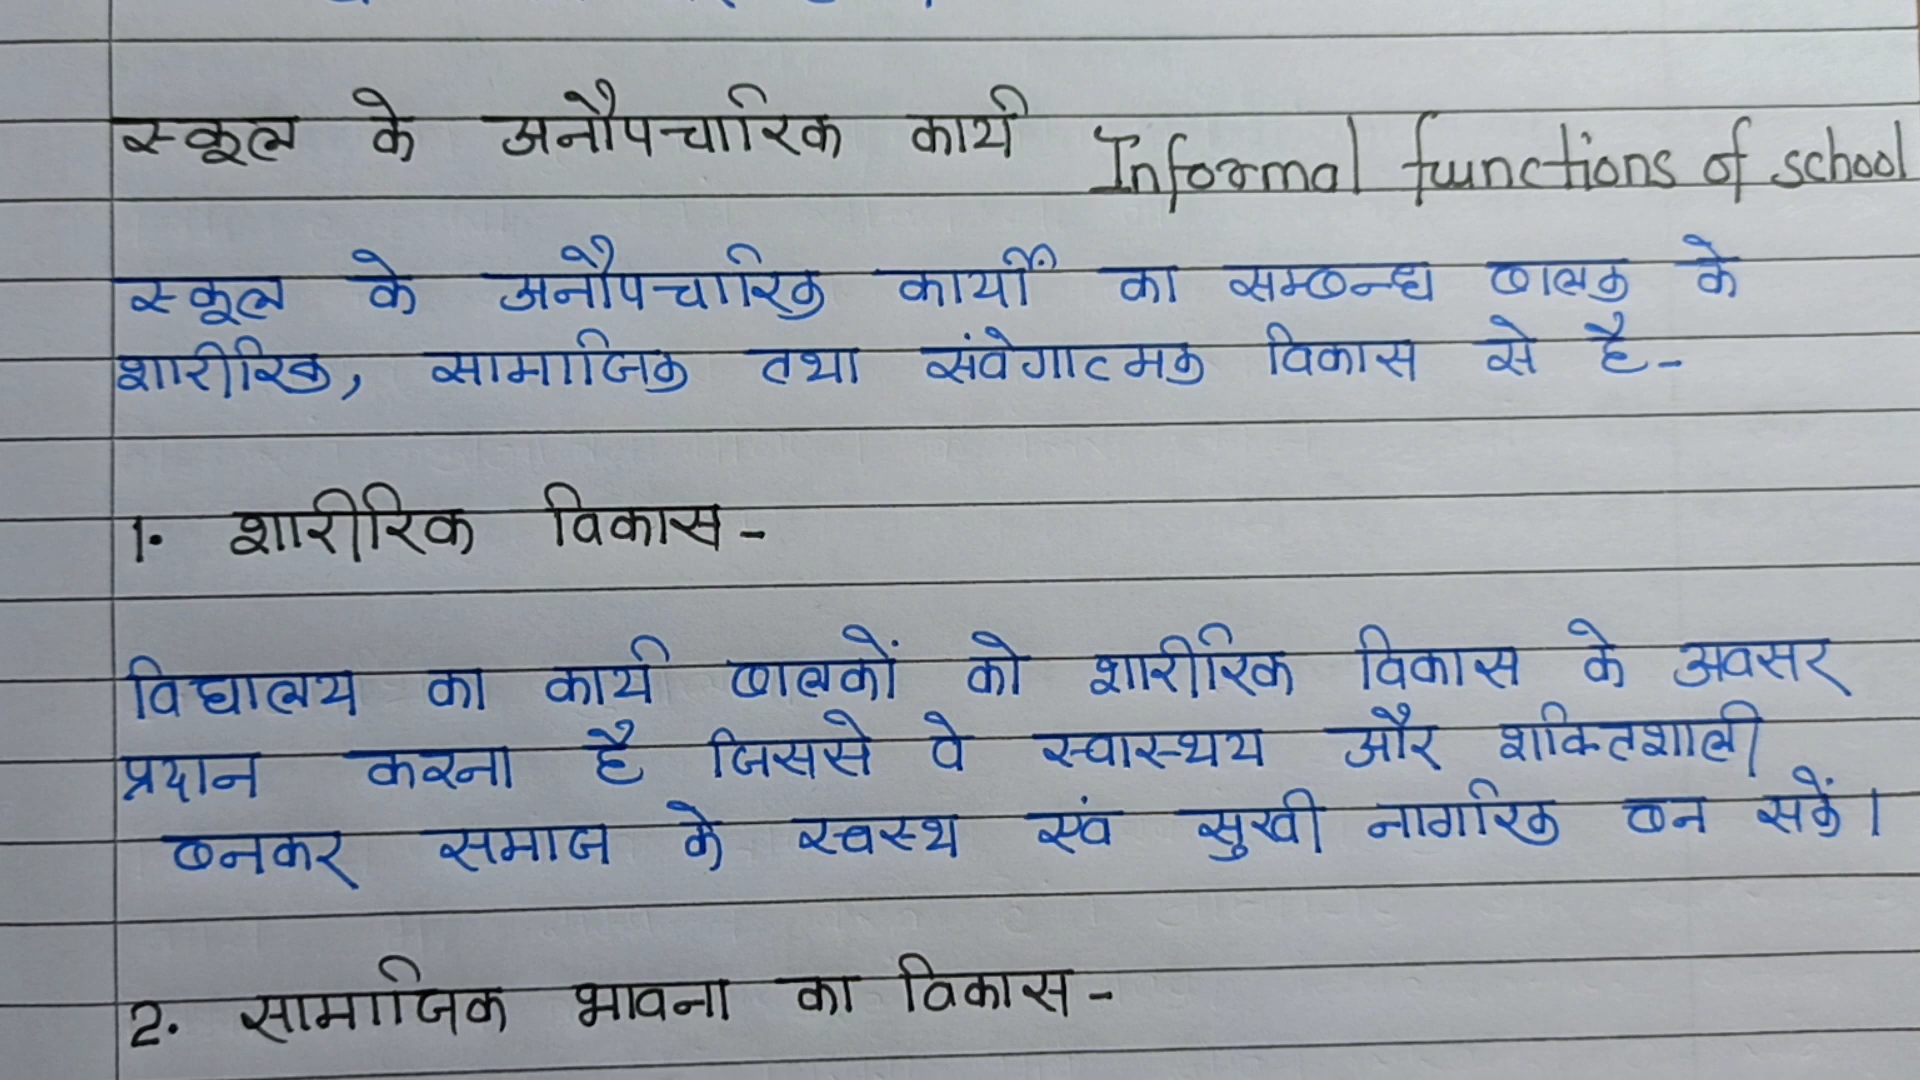 स्कूल के अनौपचारिक कार्य Informal functions of school
स्कूल के अनौपचारिक कार्यों का सम्बन्ध बालक के
शारीरिक, सामाजिक तथा संवेगात्मक विकास से है-
1. शारीरिक विकास-
विद्यालय का कार्य बालकों को शारीरिक विकास के अवसर
प्रदान करना है जिससे वे स्वास्थय और शक्तिशाली
बनकर समाज के स्वस्थ एवं सुखी नागरिक बन सकें।
2. सामाजिक भावना का विकास-